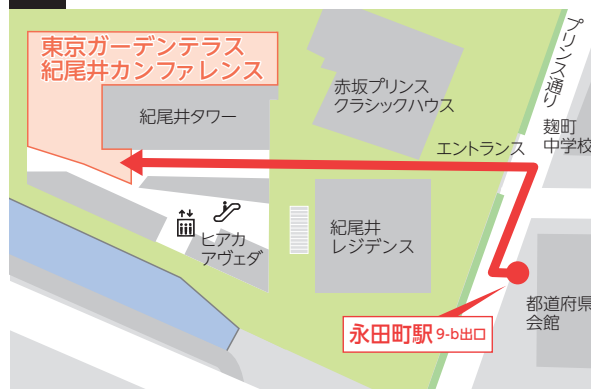 東京ガーデンテラス
紀尾井カンファレンス
紀尾井タワー
赤坂プリンス
クラシックハウス
プリンス通り
麹町
中学校
エントランス
ヒアカ
アヴェダ
紀尾井
レジデンス
都道府県
会館
永田町駅 9-b出口